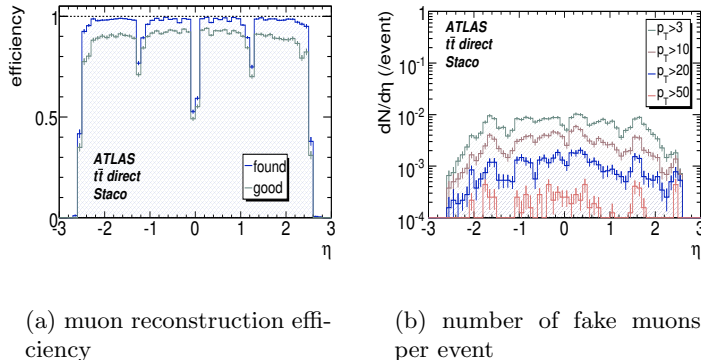 efficiency
1
0.5
0
ATLAS
tt̄ direct
Staco
found
good
-3 -2 -1 0 1 2 3
η
dN/dη (/event)
1
10⁻¹
10⁻²
10⁻³
10⁻⁴
ATLAS
tt̄ direct
Staco
p_T>3
p_T>10
p_T>20
p_T>50
-3 -2 -1 0 1 2 3
η
(a) muon reconstruction effi-
ciency
(b) number of fake muons
per event